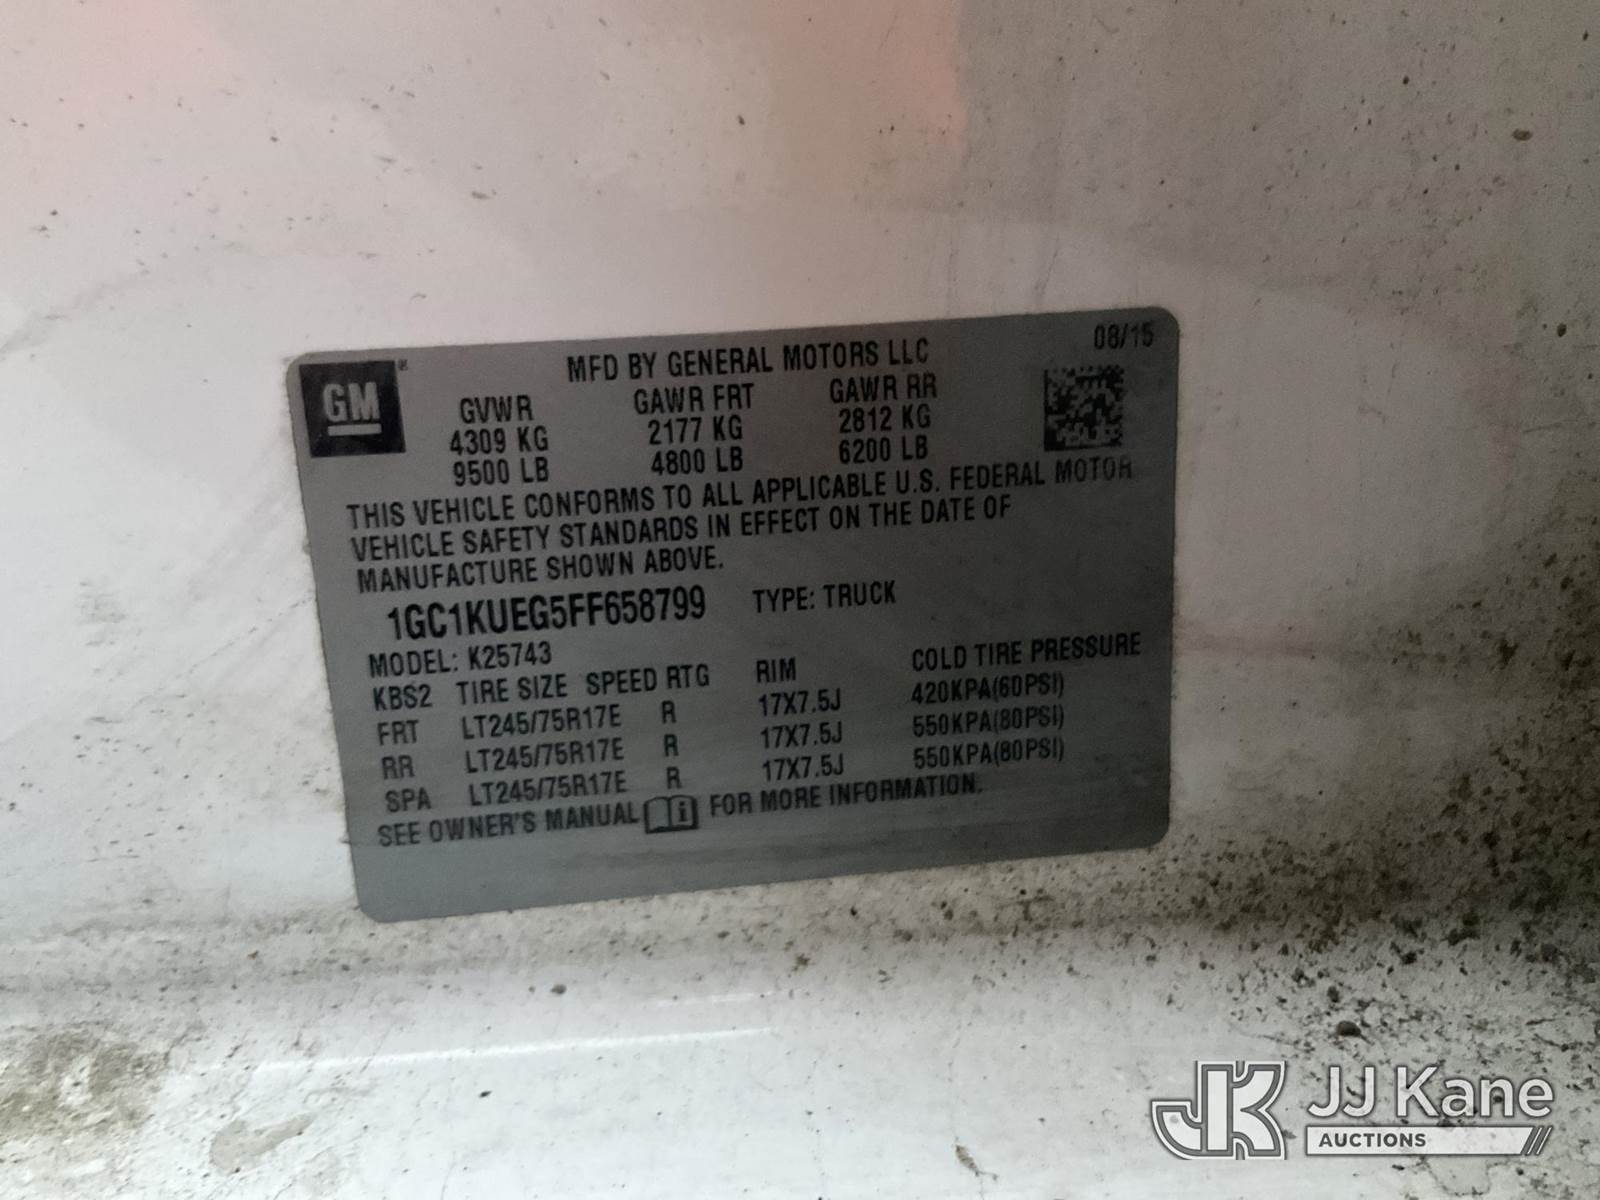 08/15
GM ®
MFD BY GENERAL MOTORS LLC
GVWR GAWR FRT GAWR RR
4309 KG 2177 KG 2812 KG
9500 LB 4800 LB 6200 LB
THIS VEHICLE CONFORMS TO ALL APPLICABLE U.S. FEDERAL MOTOR
VEHICLE SAFETY STANDARDS IN EFFECT ON THE DATE OF
MANUFACTURE SHOWN ABOVE.
1GC1KUEG5FF658799 TYPE: TRUCK
MODEL: K25743
KBS2 TIRE SIZE SPEED RTG RIM COLD TIRE PRESSURE
FRT LT245/75R17E R 17X7.5J 420KPA(60PSI)
RR LT245/75R17E R 17X7.5J 550KPA(80PSI)
SPA LT245/75R17E R 17X7.5J 550KPA(80PSI)
SEE OWNER'S MANUAL i FOR MORE INFORMATION.
JK JJ Kane
AUCTIONS